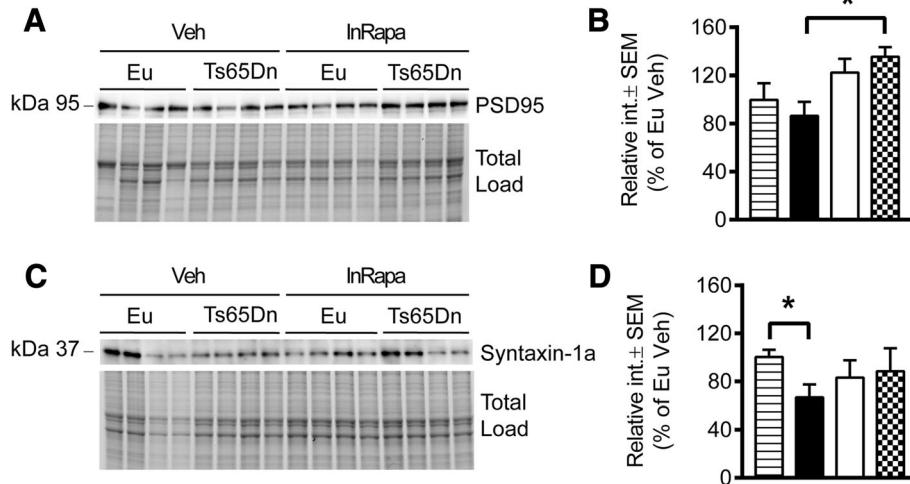 A
Veh InRapa
Eu Ts65Dn Eu Ts65Dn
kDa 95 – PSD95
Total
Load
B
*
Relative int.± SEM
(% of Eu Veh)
160
120
80
40
0
C
Veh InRapa
Eu Ts65Dn Eu Ts65Dn
kDa 37 – Syntaxin-1a
Total
Load
D
*
Relative int.± SEM
(% of Eu Veh)
160
120
80
40
0